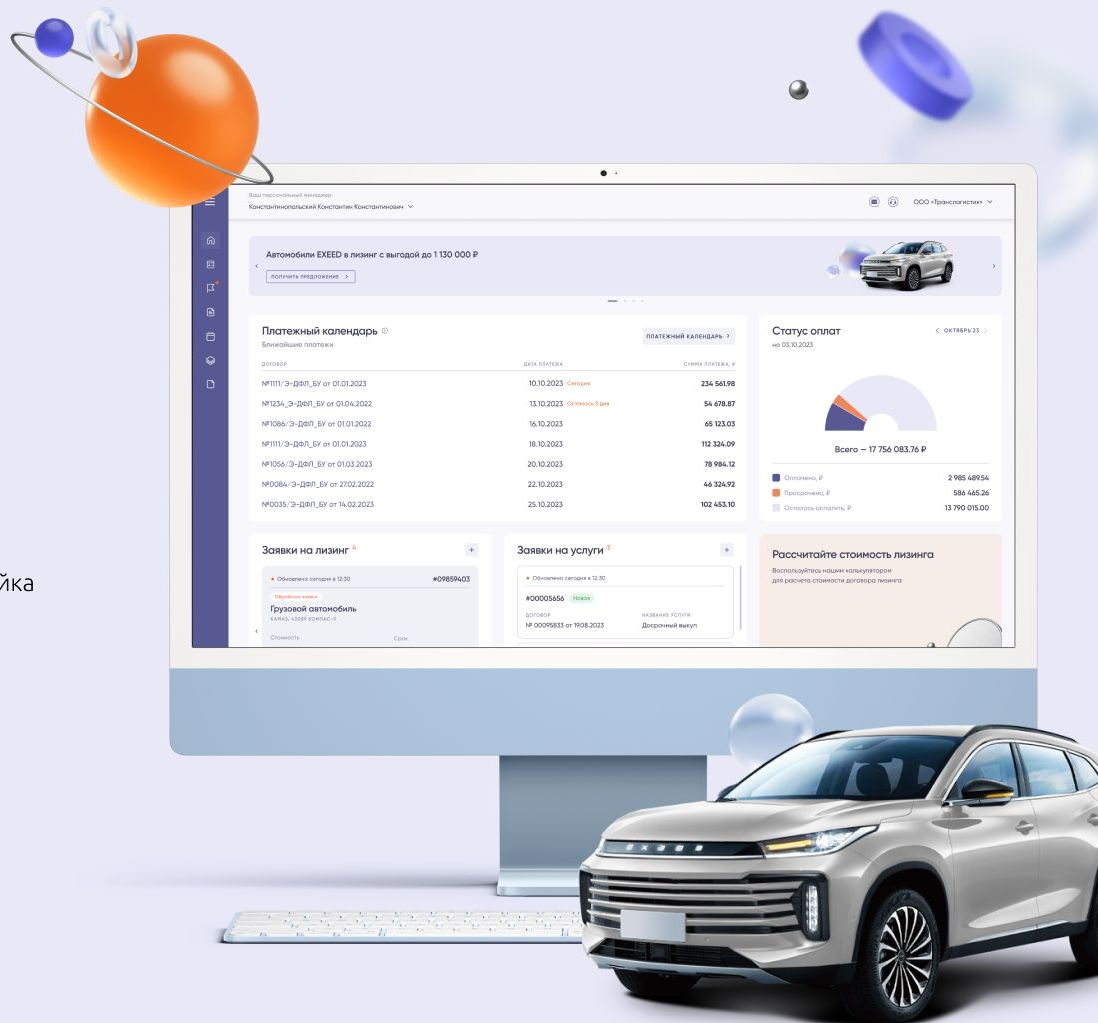 Ваш персональный менеджер
Константинопольский Константин Константинович
ООО «Транслогистик»
Автомобили EXEED в лизинг с выгодой до 1 130 000 ₽
ПОЛУЧИТЬ ПРЕДЛОЖЕНИЕ
Платежный календарь
Ближайшие платежи
ПЛАТЕЖНЫЙ КАЛЕНДАРЬ
ДОГОВОР ДАТА ПЛАТЕЖА СУММА ПЛАТЕЖА, ₽
№1111/Э-ДФЛ_БУ от 01.01.2023 10.10.2023 Сегодня 234 561.98
№1234_Э-ДФЛ_БУ от 01.04.2022 13.10.2023 Осталось 3 дня 54 678.87
№1086/Э-ДФЛ_БУ от 01.01.2022 16.10.2023 65 123.03
№1111/Э-ДФЛ_БУ от 01.01.2023 18.10.2023 112 324.09
№1056/Э-ДФЛ_БУ от 01.03.2023 20.10.2023 78 984.12
№0084/Э-ДФЛ_БУ от 27.02.2022 22.10.2023 46 324.92
№0035/Э-ДФЛ_БУ от 14.02.2023 25.10.2023 102 453.10
Статус оплат
ОКТЯБРЬ 23
на 03.10.2023
Всего – 17 756 083.76 ₽
Оплачено, ₽ 2 985 489.54
Просрочено, ₽ 586 465.26
Осталось оплатить, ₽ 13 790 015.00
Заявки на лизинг 4
Обновлено сегодня в 12:30 #09859403
Обработка заявки
Грузовой автомобиль
КАМАЗ, 45089 КОМПАС-9
Стоимость Срок
Заявки на услуги 5
Обновлено сегодня в 12:30
#00005656 Новое
ДОГОВОР НАЗВАНИЕ УСЛУГИ
№ 00095833 от 19.08.2023 Досрочный выкуп
Рассчитайте стоимость лизинга
Воспользуйтесь нашим калькулятором
для расчета стоимости договора лизинга
йка
EXEED